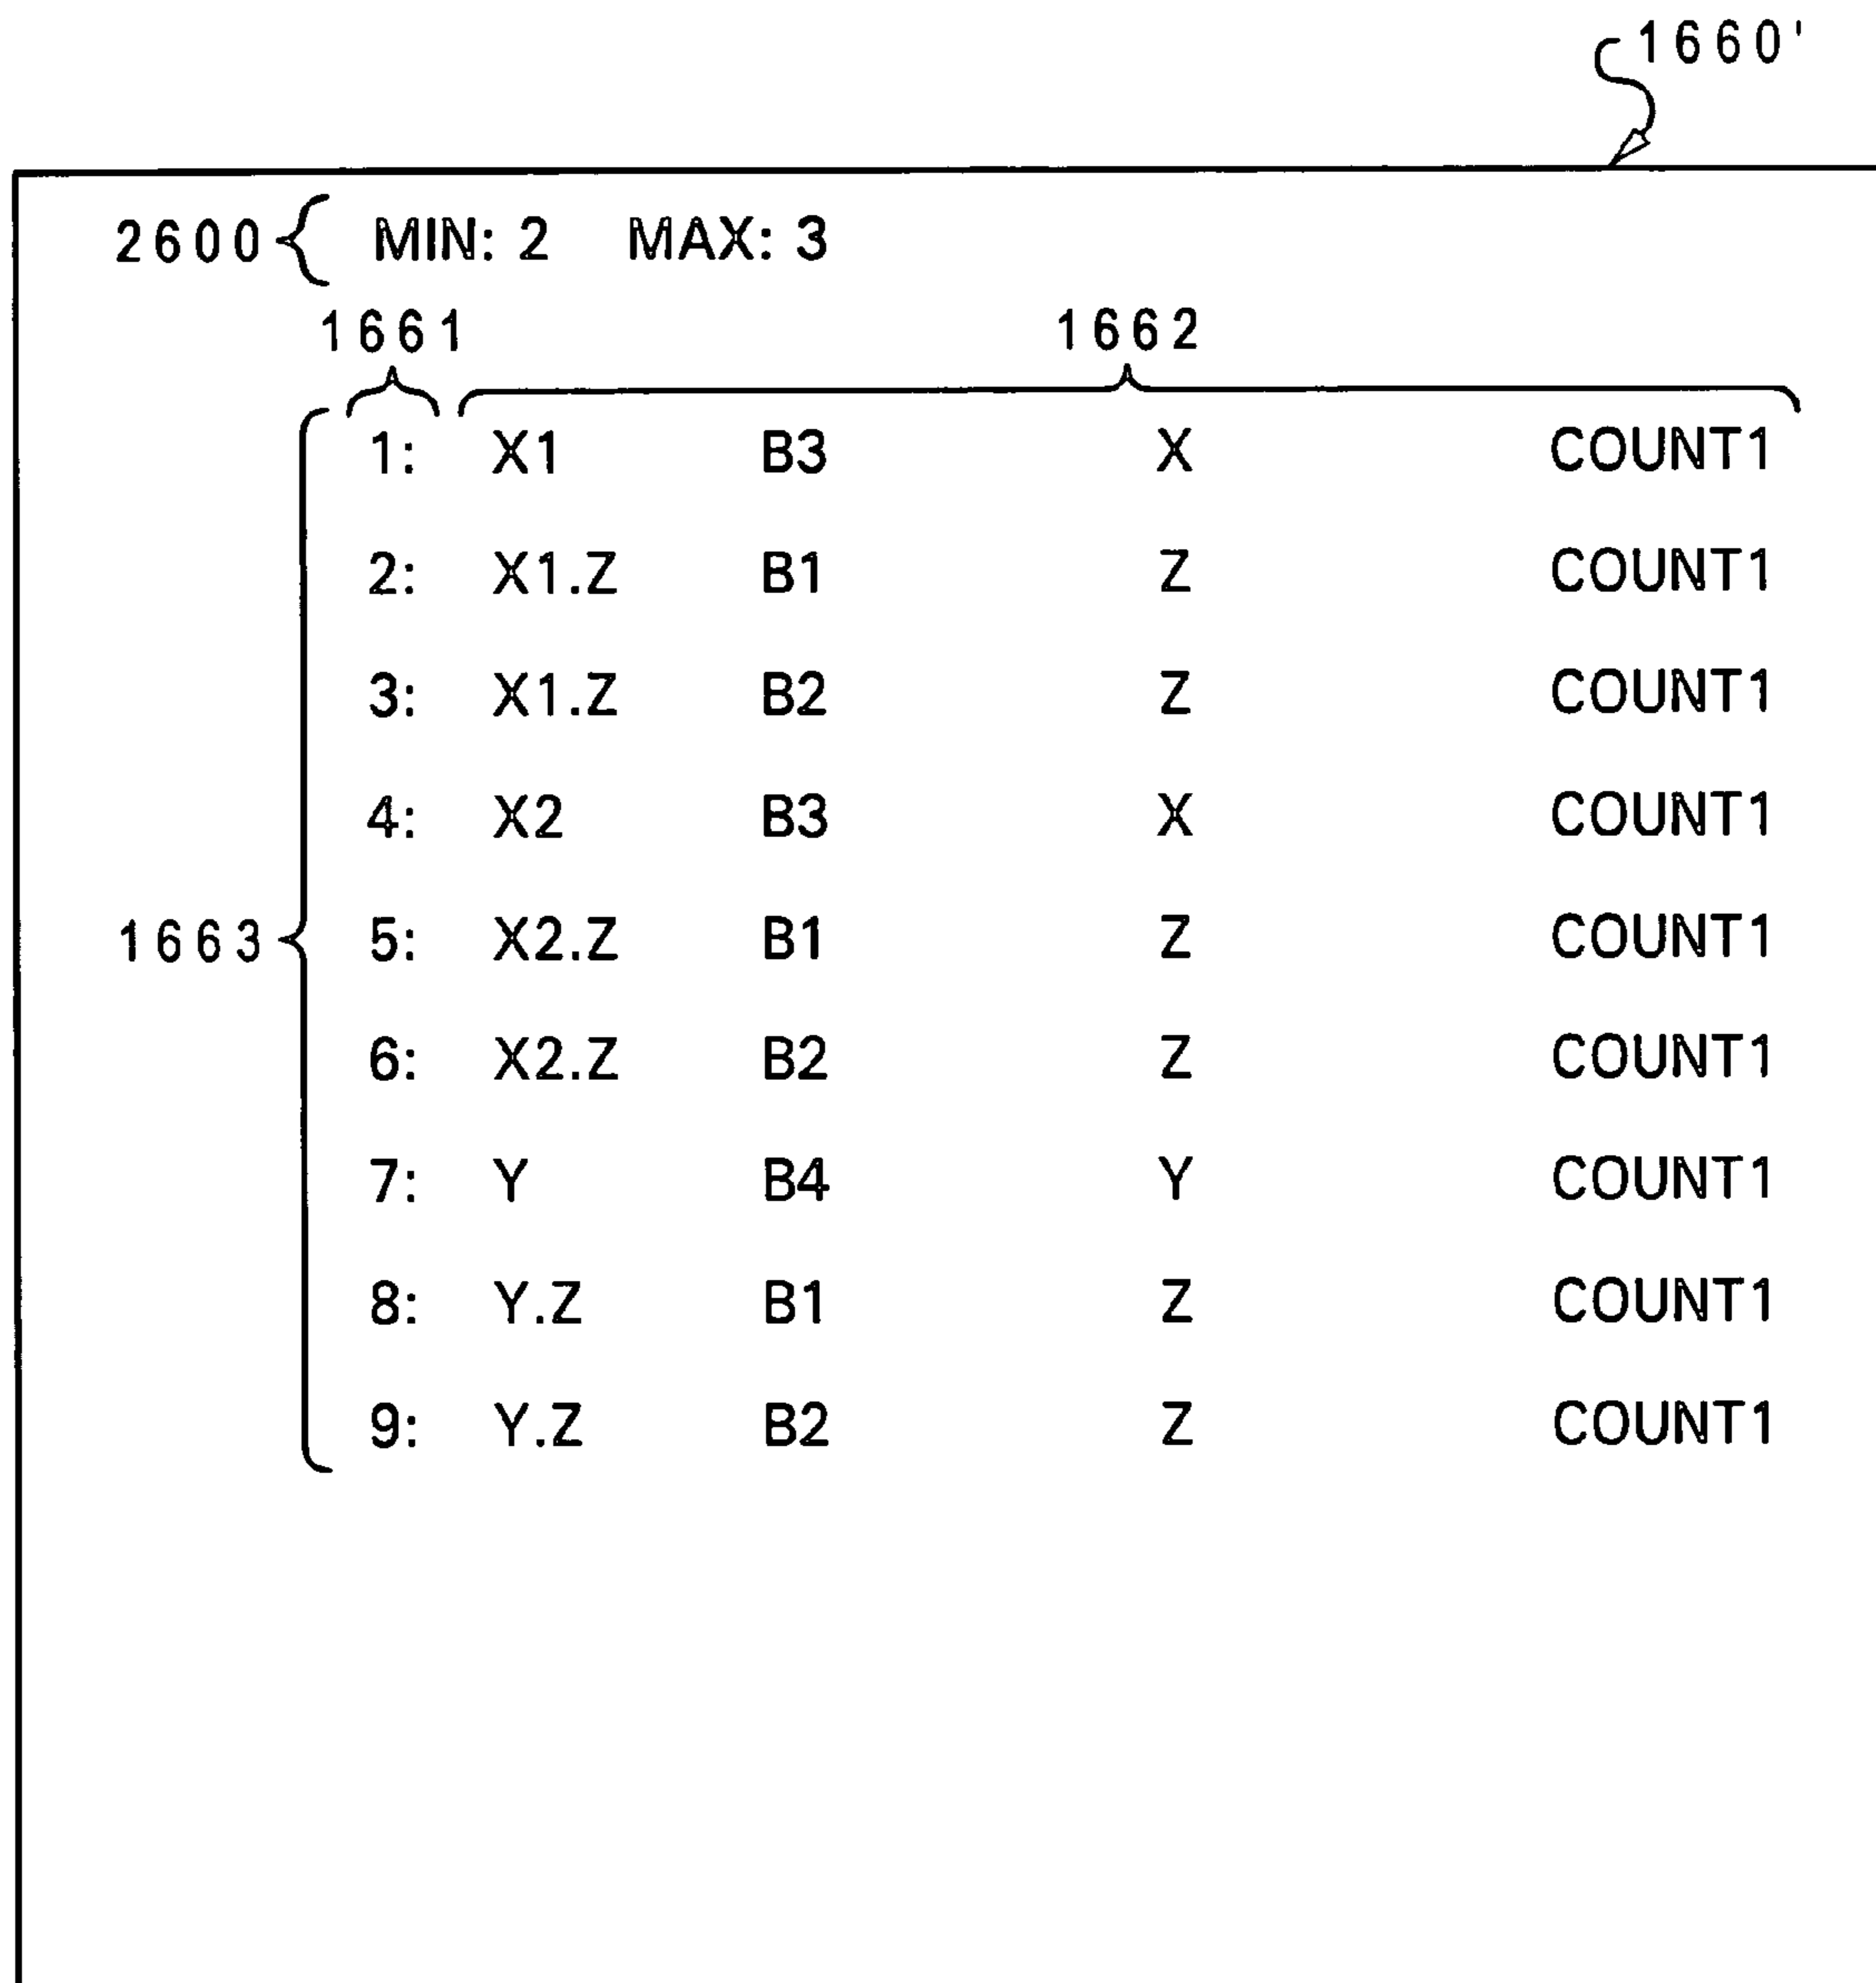 1660'
2600 MIN: 2 MAX: 3
1661 1662
1: X1 B3 X COUNT1
2: X1.Z B1 Z COUNT1
3: X1.Z B2 Z COUNT1
4: X2 B3 X COUNT1
1663 5: X2.Z B1 Z COUNT1
6: X2.Z B2 Z COUNT1
7: Y B4 Y COUNT1
8: Y.Z B1 Z COUNT1
9: Y.Z B2 Z COUNT1